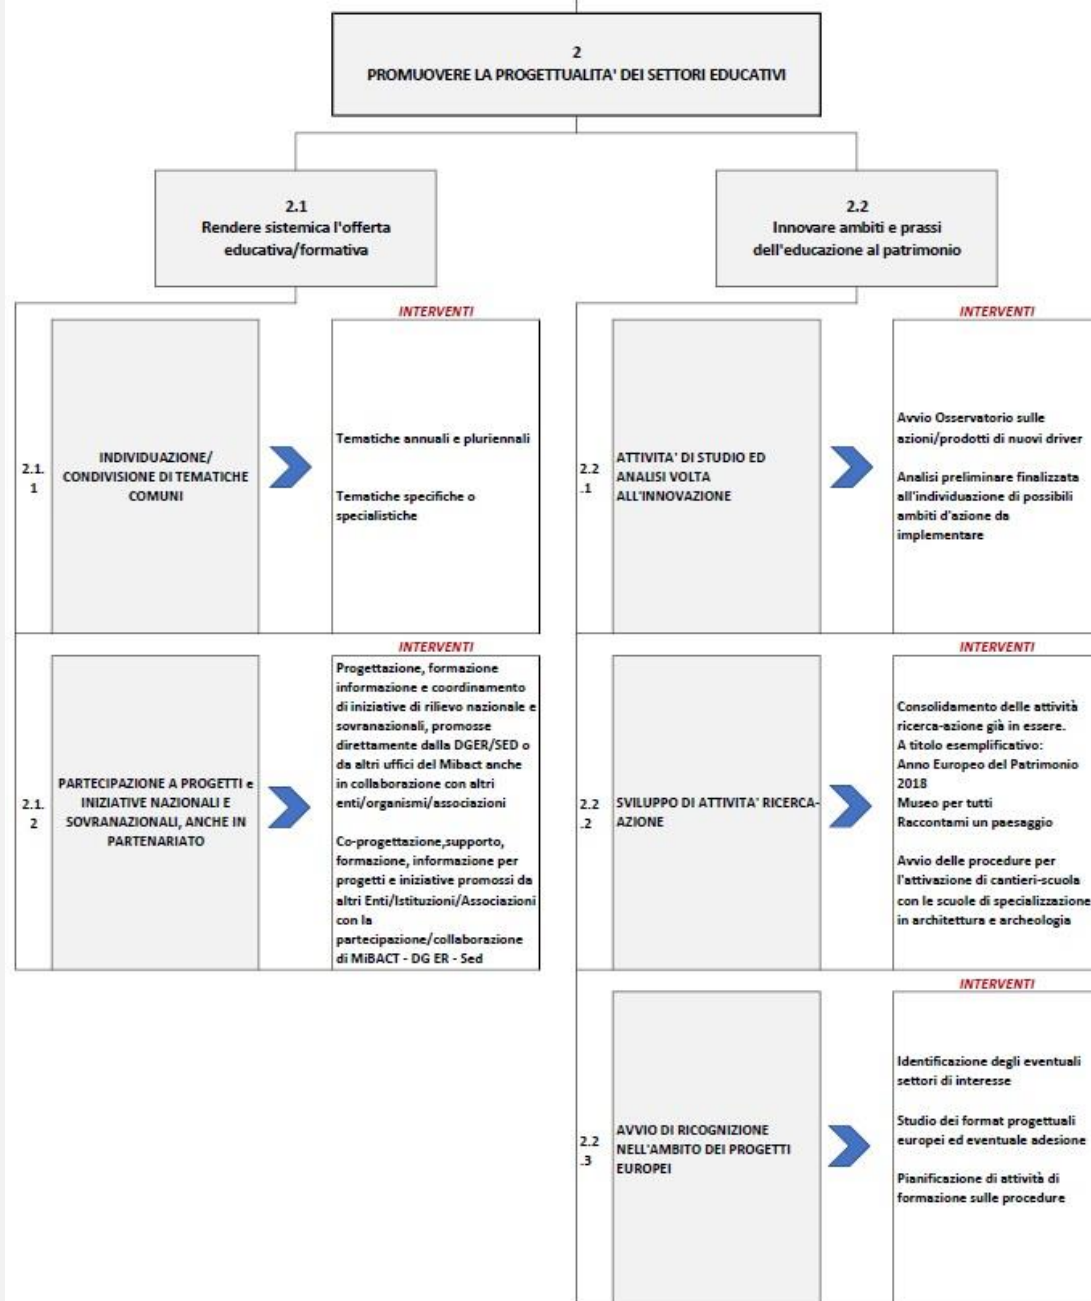 2
PROMUOVERE LA PROGETTUALITA' DEI SETTORI EDUCATIVI
2.1
Rendere sistemica l'offerta
educativa/formativa
INTERVENTI
2.1.
1
INDIVIDUAZIONE/
CONDIVISIONE DI TEMATICHE
COMUNI
Tematiche annuali e pluriennali
Tematiche specifiche o
specialistiche
INTERVENTI
2.1.
2
PARTECIPAZIONE A PROGETTI e
INIZIATIVE NAZIONALI E
SOVRANAZIONALI, ANCHE IN
PARTENARIATO
Progettazione, formazione
informazione e coordinamento
di iniziative di rilievo nazionale e
sovranazionali, promosse
direttamente dalla DGER/SED o
da altri uffici del Mibact anche
in collaborazione con altri
enti/organismi/associazioni
Co-progettazione,supporto,
formazione, informazione per
progetti e iniziative promossi da
altri Enti/Istituzioni/Associazioni
con la
partecipazione/collaborazione
di MiBACT - DG ER - Sed
2.2
Innovare ambiti e prassi
dell'educazione al patrimonio
INTERVENTI
2.2
.1
ATTIVITA' DI STUDIO ED
ANALISI VOLTA
ALL'INNOVAZIONE
Avvio Osservatorio sulle
azioni/prodotti di nuovi driver
Analisi preliminare finalizzata
all'individuazione di possibili
ambiti d'azione da
implementare
INTERVENTI
2.2
.2
SVILUPPO DI ATTIVITA' RICERCA-
AZIONE
Consolidamento delle attività
ricerca-azione già in essere.
A titolo esemplificativo:
Anno Europeo del Patrimonio
2018
Museo per tutti
Raccontami un paesaggio
Avvio delle procedure per
l'attivazione di cantieri-scuola
con le scuole di specializzazione
in architettura e archeologia
INTERVENTI
2.2
.3
AVVIO DI RICOGNIZIONE
NELL'AMBITO DEI PROGETTI
EUROPEI
Identificazione degli eventuali
settori di interesse
Studio dei format progettuali
europei ed eventuale adesione
Pianificazione di attività di
formazione sulle procedure